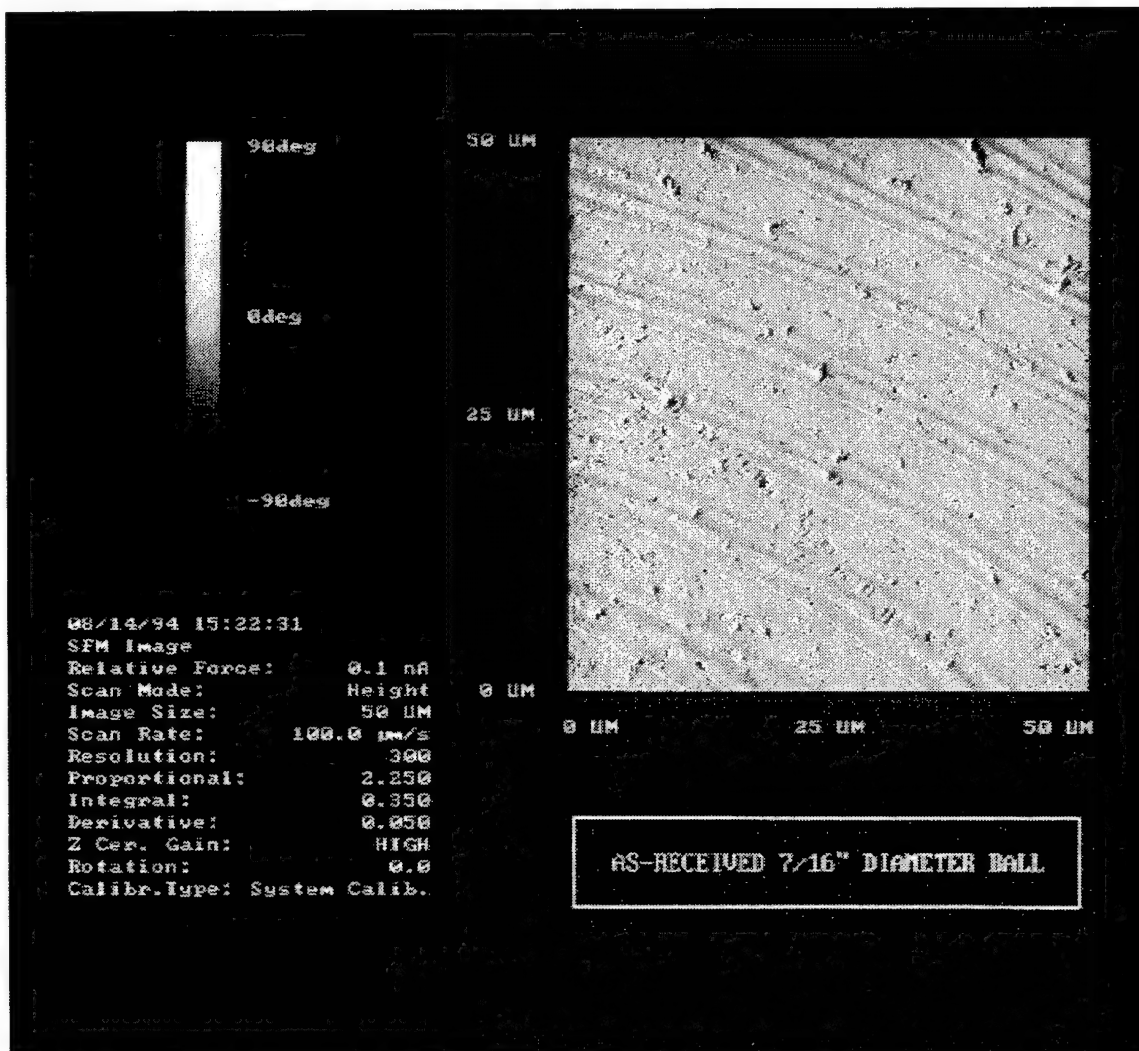 90deg
0deg
-90deg
08/14/94 15:22:31
SFM Image
Relative Force: 0.1 nA
Scan Mode: Height
Image Size: 50 UM
Scan Rate: 100.0 µm/s
Resolution: 300
Proportional: 2.250
Integral: 0.350
Derivative: 0.050
Z Cer. Gain: HIGH
Rotation: 0.0
Calibr.Type: System Calib.
50 UM
25 UM
0 UM
0 UM 25 UM 50 UM
AS-RECEIVED 7/16" DIAMETER BALL